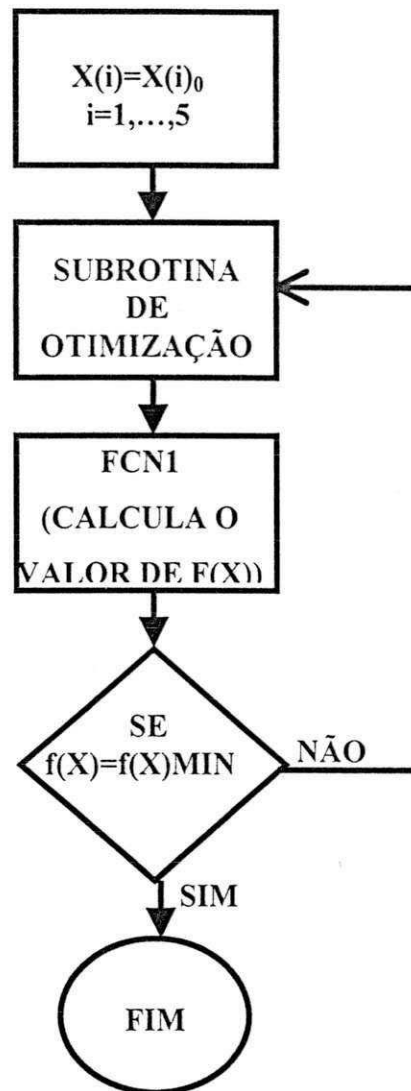 X(i)=X(i)₀
i=1,...,5
SUBROTINA
DE
OTIMIZAÇÃO
FCN1
(CALCULA O
VALOR DE F(X))
SE
f(X)=f(X)MIN
NÃO
SIM
FIM